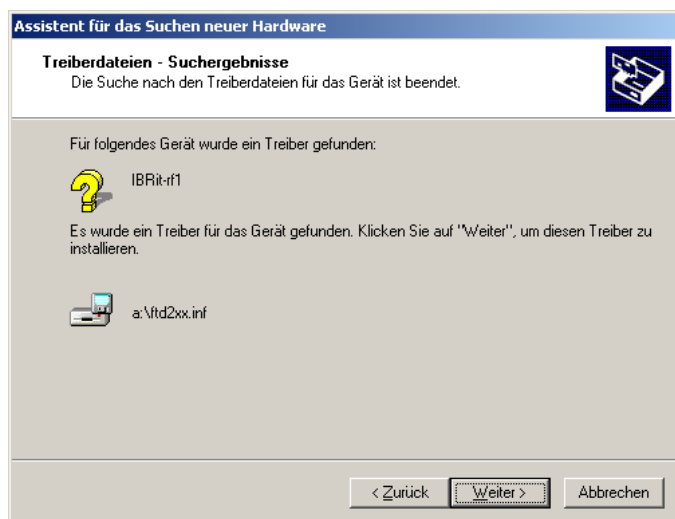 Assistent für das Suchen neuer Hardware
Treiberdateien - Suchergebnisse
Die Suche nach den Treiberdateien für das Gerät ist beendet.
Für folgendes Gerät wurde ein Treiber gefunden:
IBRit-rf1
Es wurde ein Treiber für das Gerät gefunden. Klicken Sie auf "Weiter", um diesen Treiber zu
installieren.
a:\ftd2xx.inf
< Zurück
Weiter >
Abbrechen